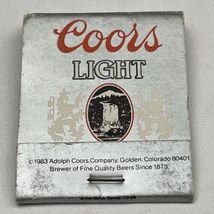 Coors
LIGHT
©1983 Adolph Coors Company, Golden, Colorado 80401
Brewer of Fine Quality Beers Since 1873